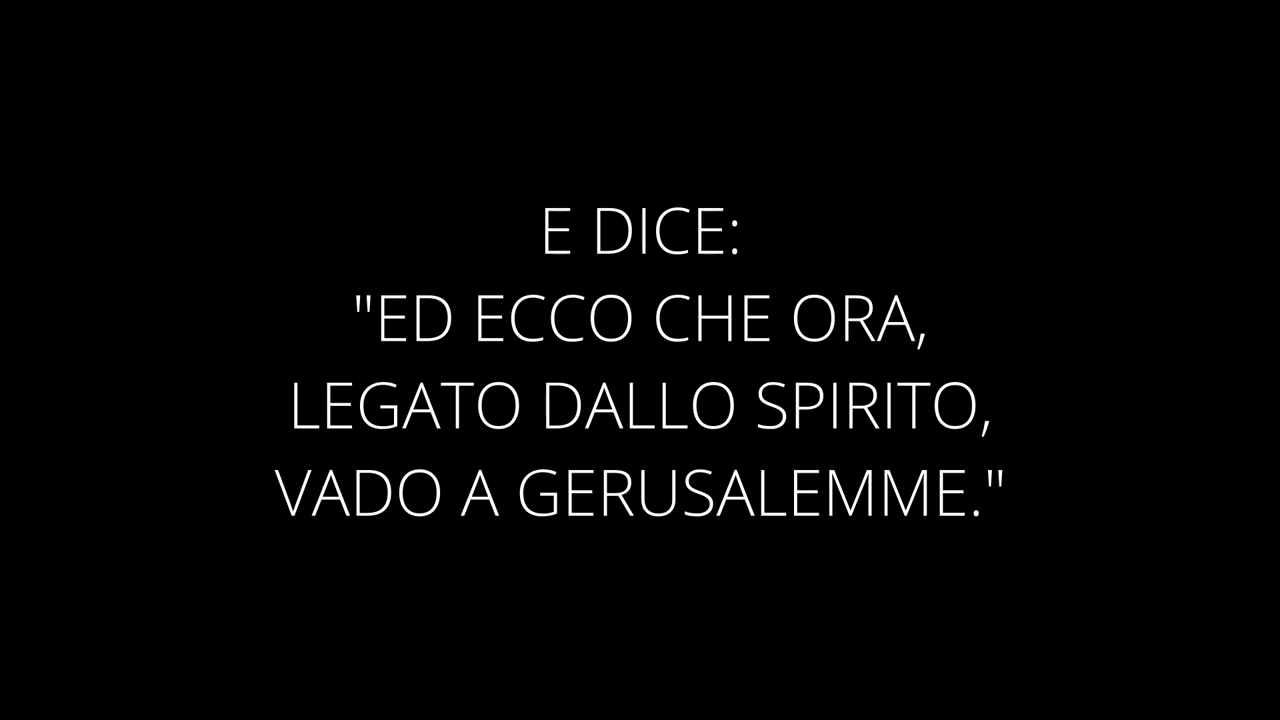 E DICE:
"ED ECCO CHE ORA,
LEGATO DALLO SPIRITO,
VADO A GERUSALEMME."